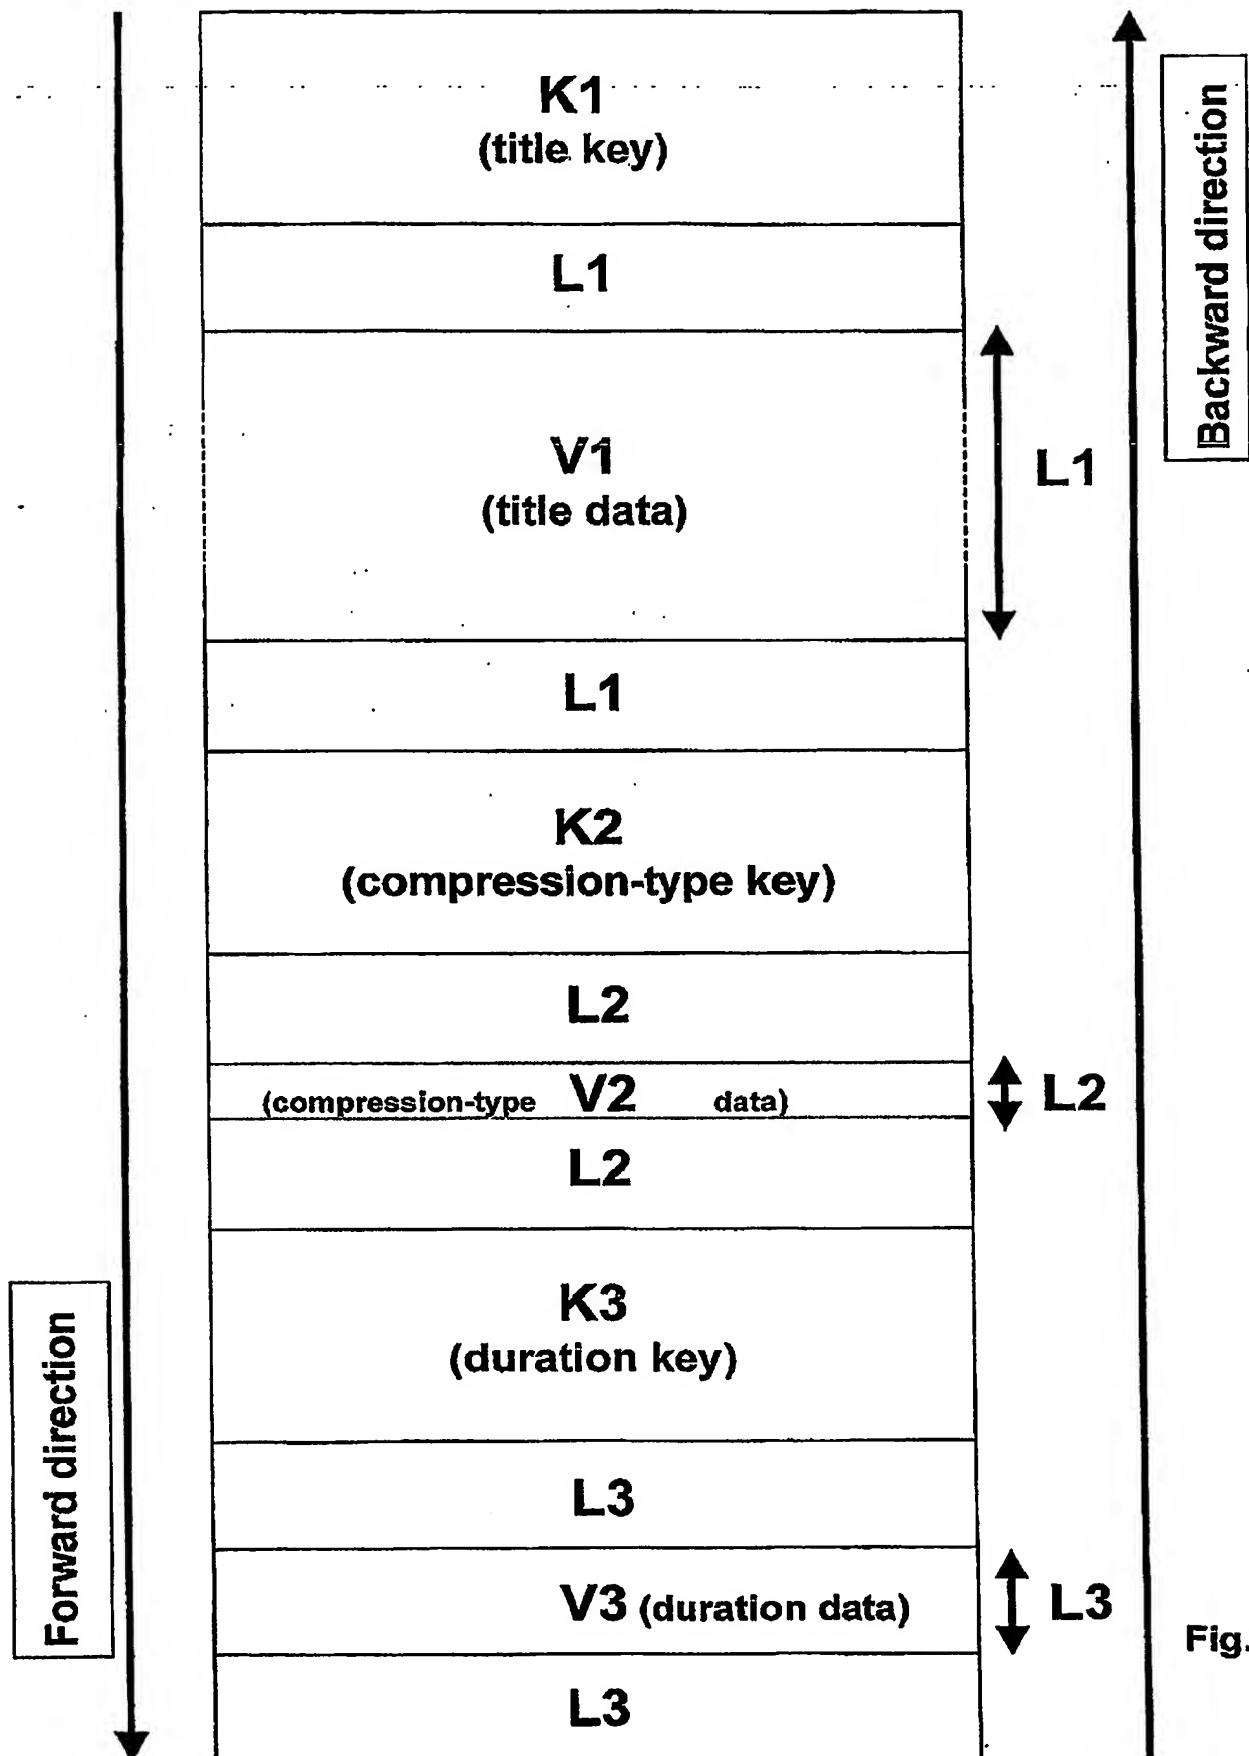 K1
(title key)
Backward direction
L1
V1
(title data)
L1
L1
K2
(compression-type key)
L2
(compression-type V2 data)
L2
L2
K3
(duration key)
Forward direction
L3
V3 (duration data)
L3
Fig.
L3